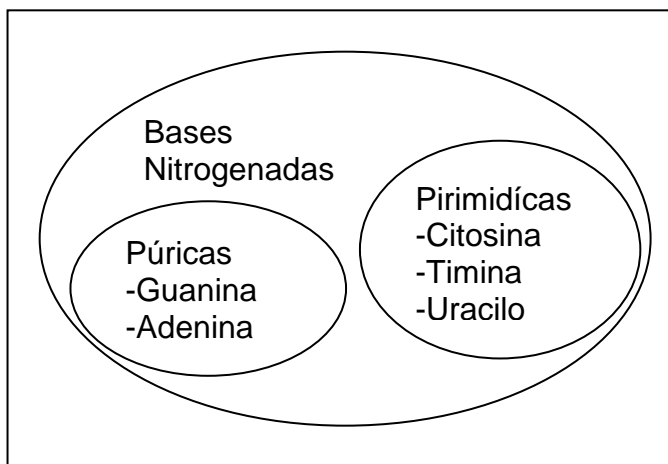 Bases
Nitrogenadas
Púricas
-Guanina
-Adenina
Pirimidícas
-Citosina
-Timina
-Uracilo